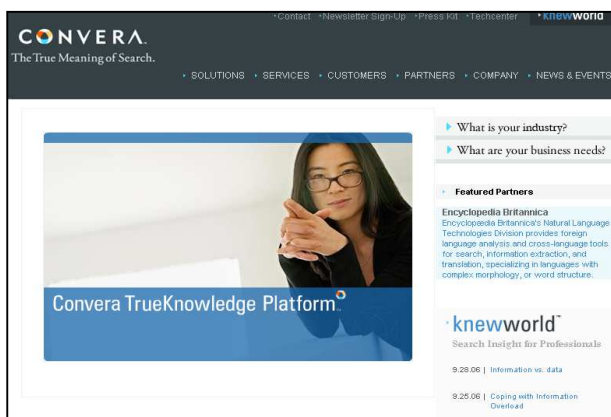 •Contact •Newsletter Sign-Up •Press Kit •Techcenter •knewworld
CONVERA.
The True Meaning of Search.
• SOLUTIONS • SERVICES • CUSTOMERS • PARTNERS • COMPANY • NEWS & EVENTS
What is your industry?
What are your business needs?
Featured Partners
Encyclopedia Britannica
Encyclopædia Britannica's Natural Language
Technologies Division provides foreign
language analysis and cross-language tools
for search, information extraction, and
translation, specializing in languages with
complex morphology, or word structure.
Convera TrueKnowledge Platform™
knewworld™
Search Insight for Professionals
9.28.06 | Information vs. data
9.25.06 | Coping with Information
Overload